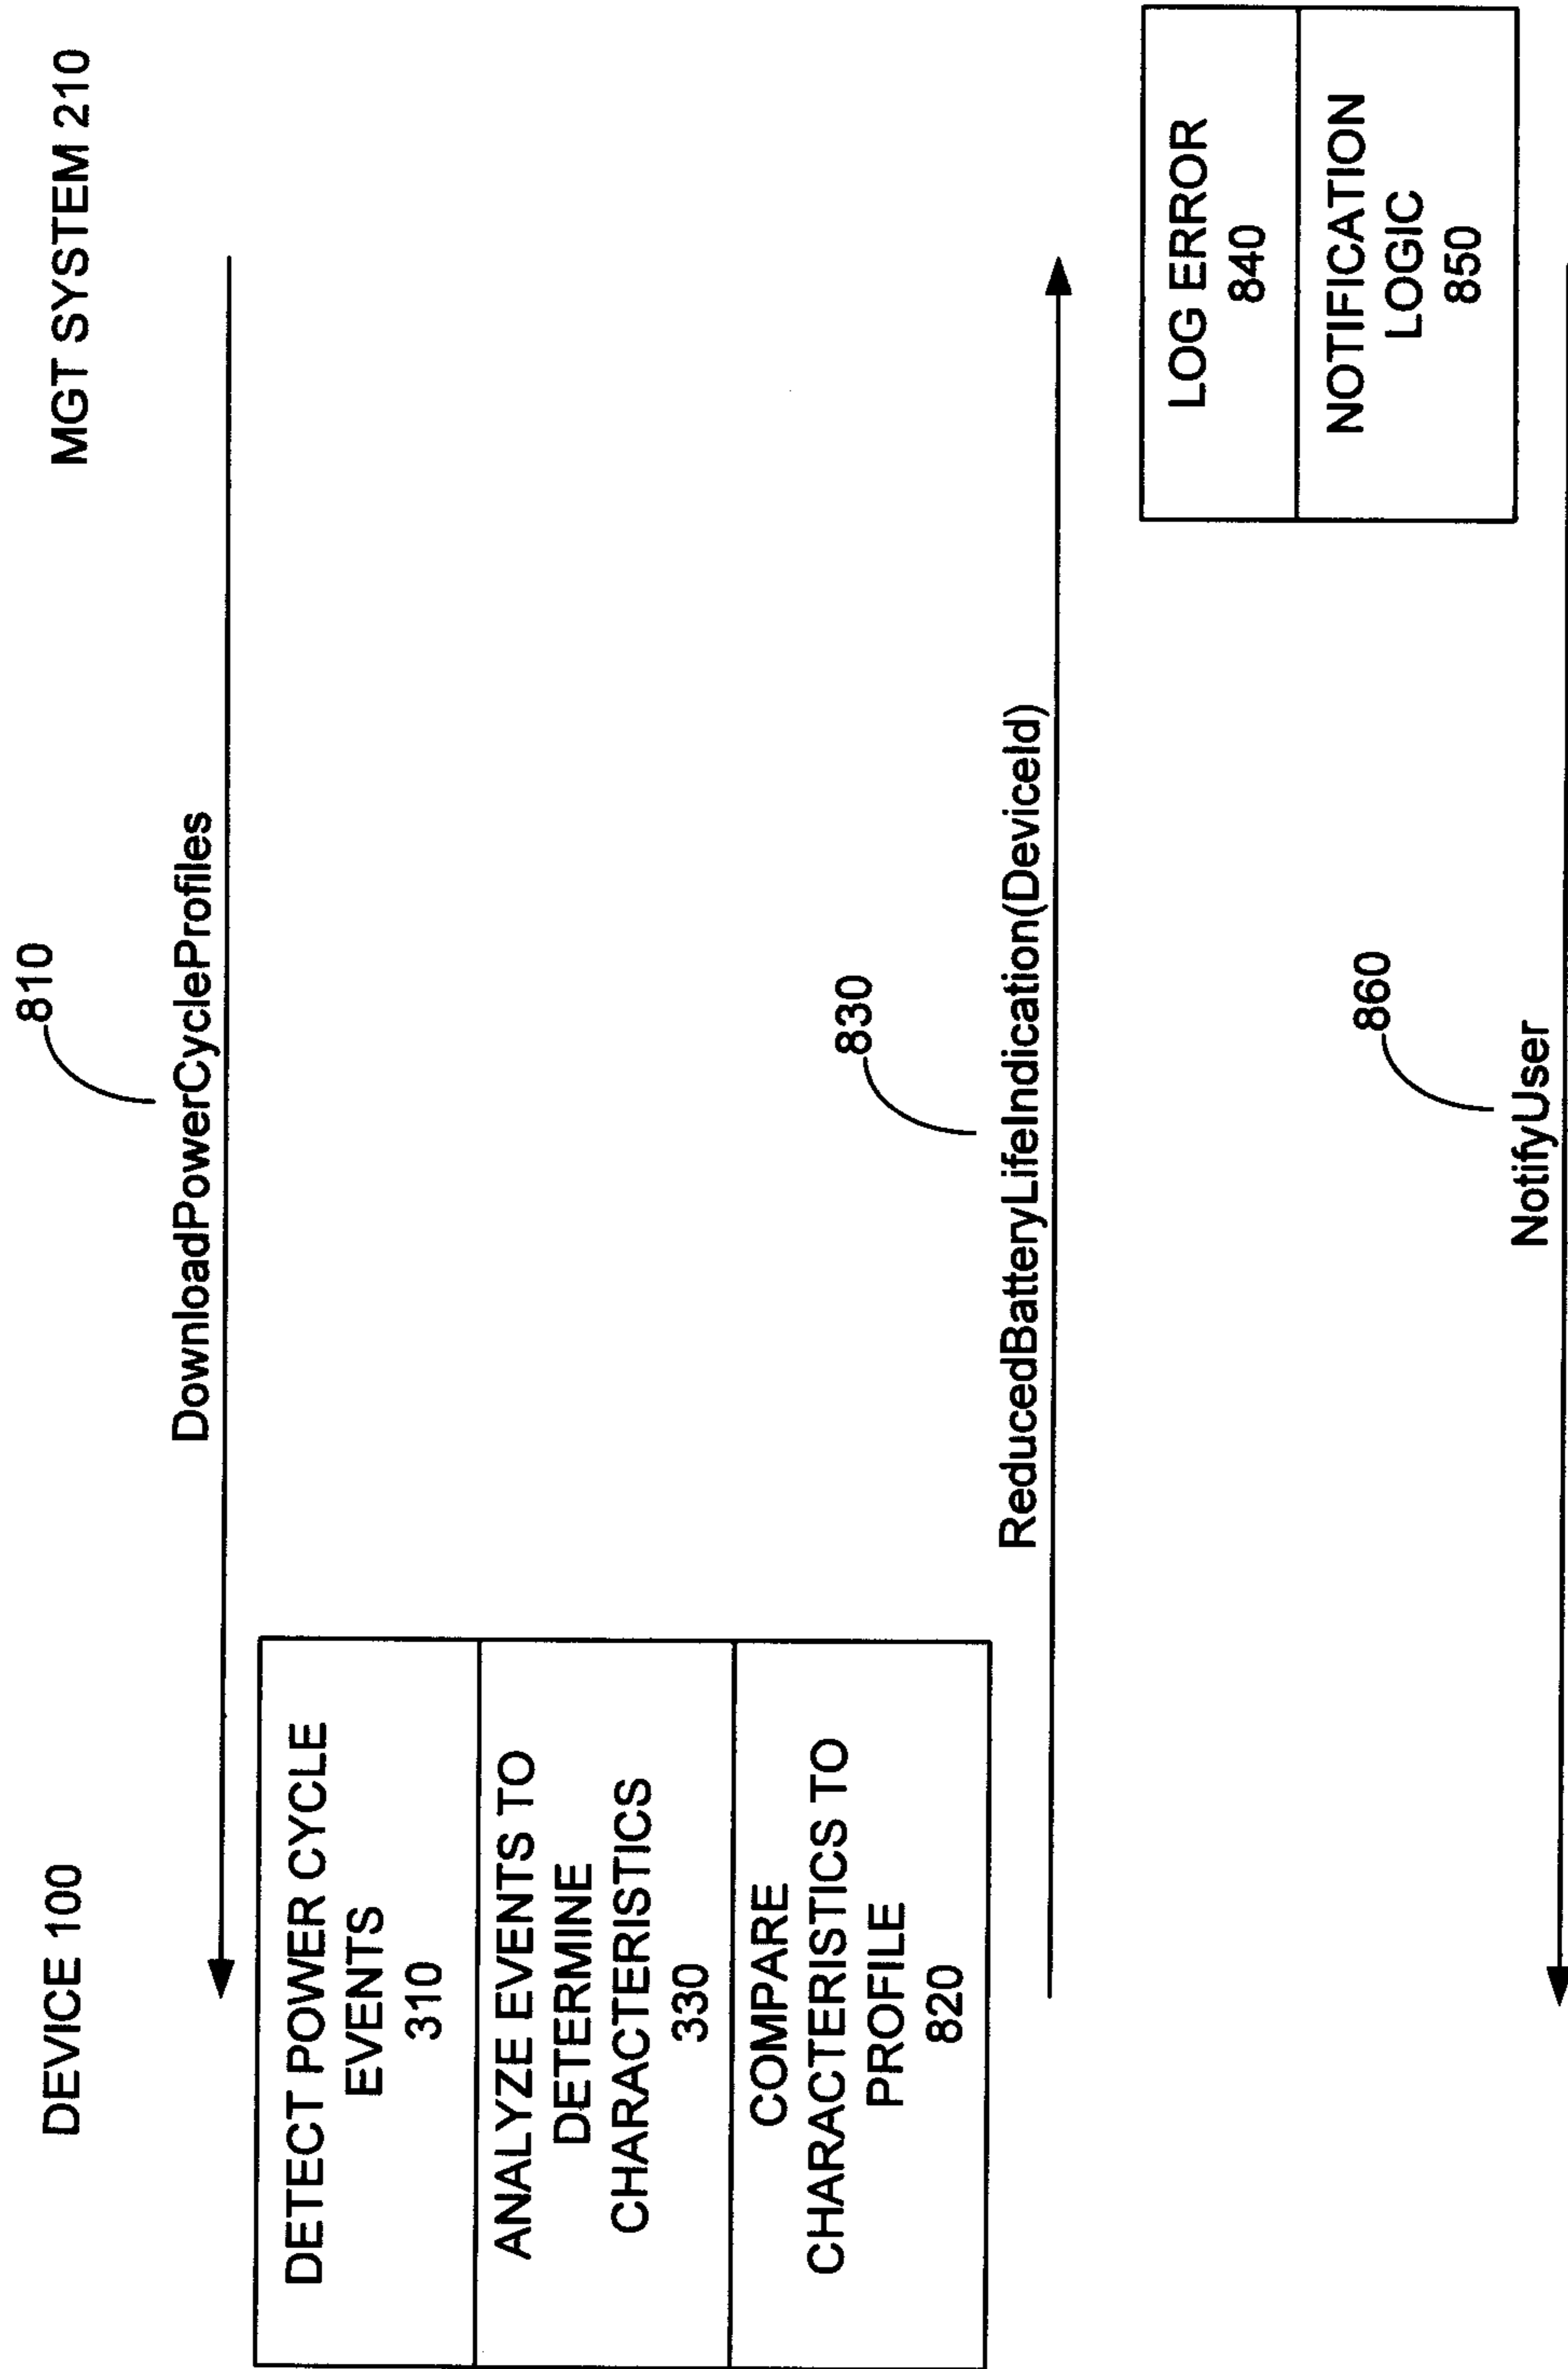 DEVICE 100
MGT SYSTEM 210
810
DownloadPowerCycleProfiles
DETECT POWER CYCLE
EVENTS
310
ANALYZE EVENTS TO
DETERMINE
CHARACTERISTICS
330
COMPARE
CHARACTERISTICS TO
PROFILE
820
830
ReducedBatteryLifeIndication(DeviceId)
LOG ERROR
840
NOTIFICATION
LOGIC
850
860
NotifyUser